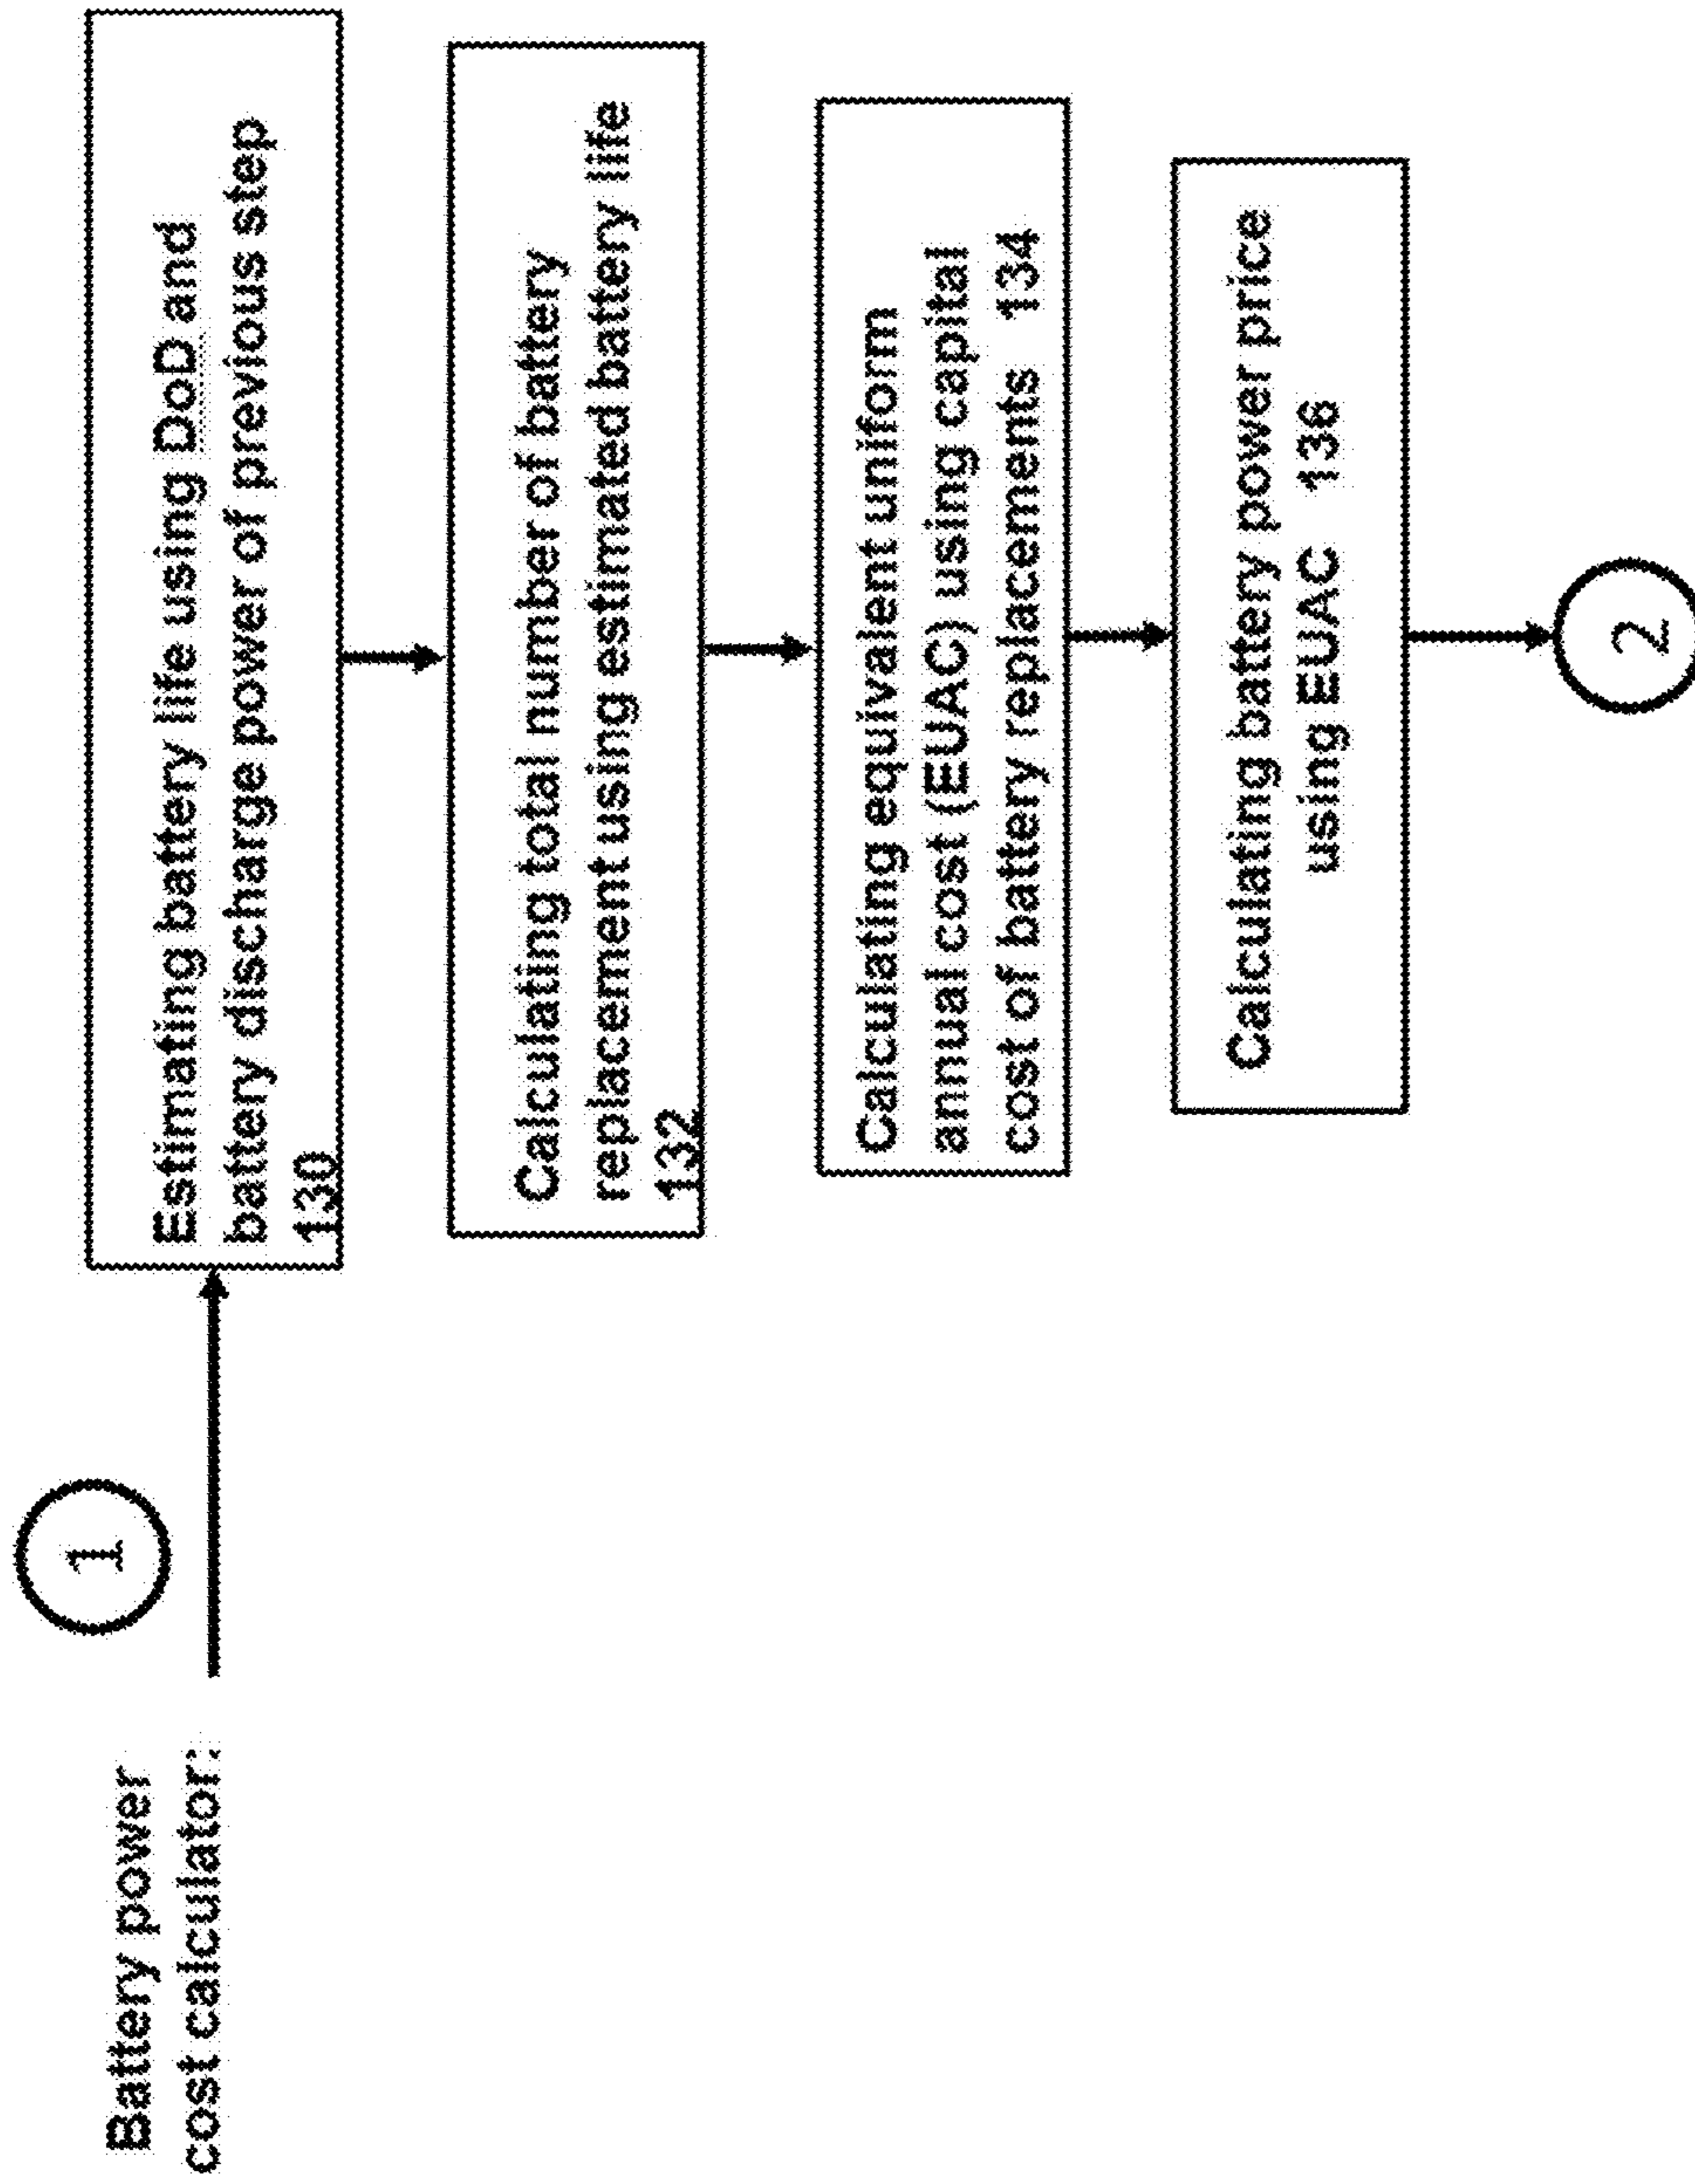 Battery power
cost calculator:
1
Estimating battery life using DoD and
battery discharge power of previous step
130
Calculating total number of battery
replacement using estimated battery life
132
Calculating equivalent uniform
annual cost (EUAC) using capital
cost of battery replacements 134
Calculating battery power price
using EUAC 136
2